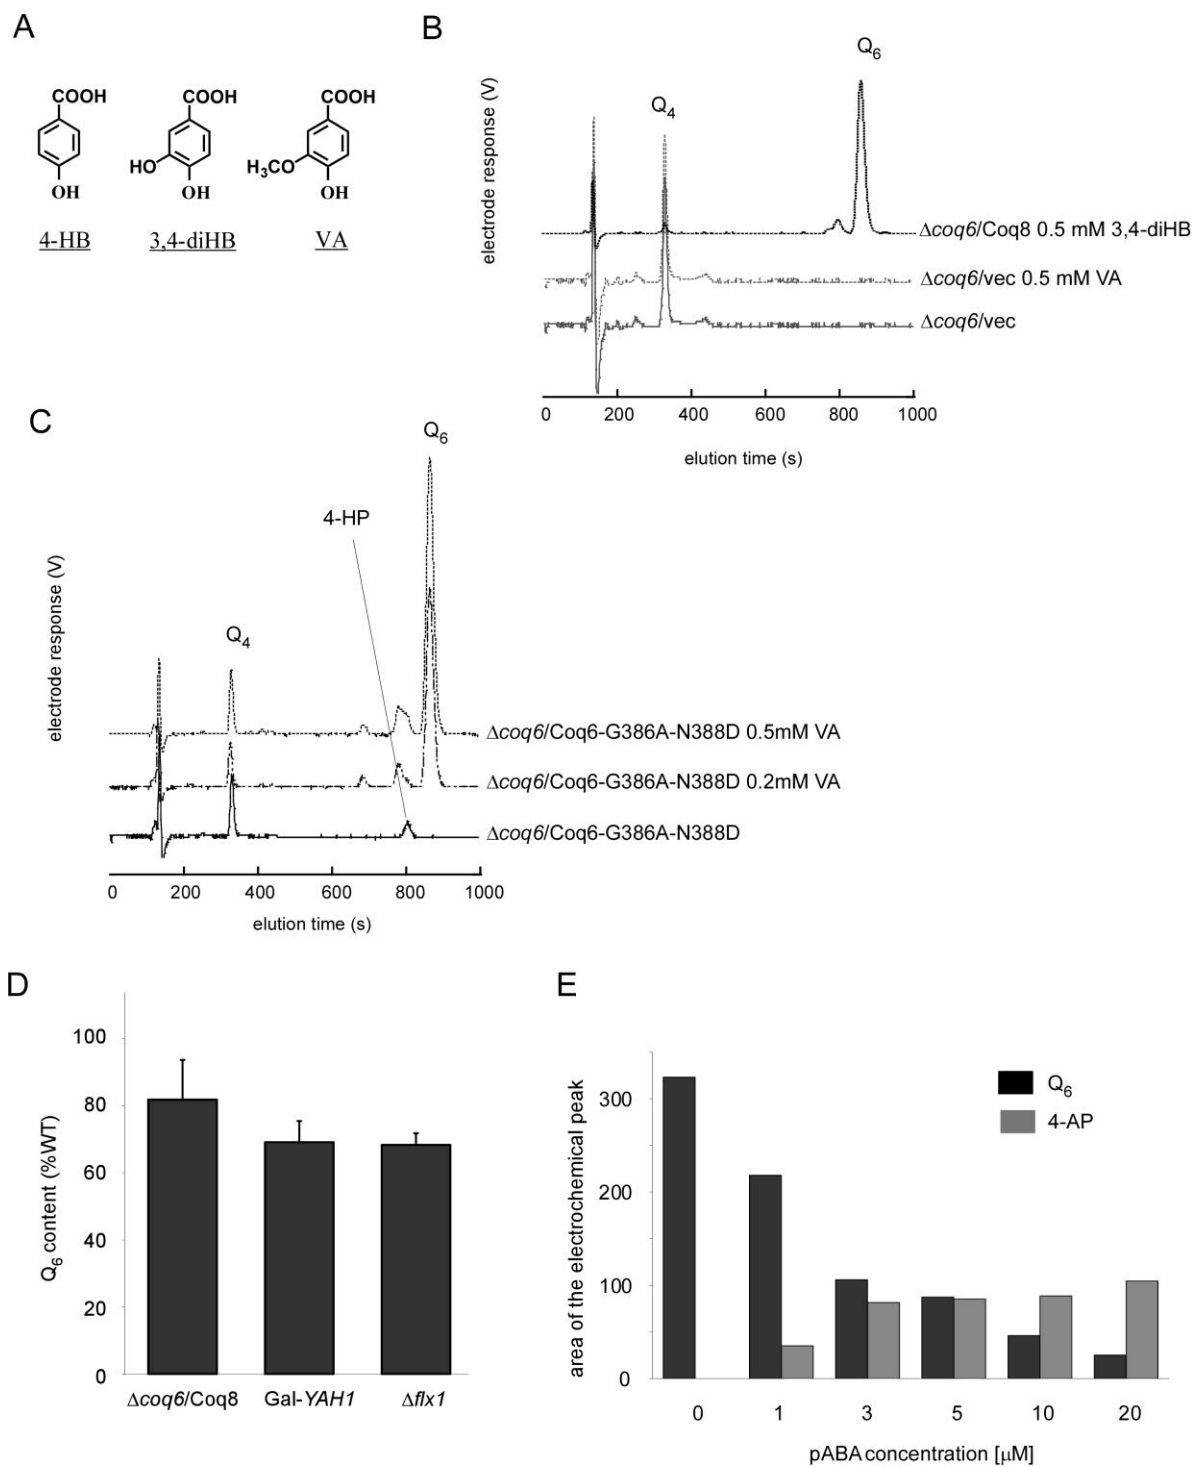 A
COOH
OH
4-HB
COOH
HO
OH
3,4-diHB
COOH
H3CO
OH
VA
B
electrode response (V)
Q4
Q6
Δcoq6/Coq8 0.5 mM 3,4-diHB
Δcoq6/vec 0.5 mM VA
Δcoq6/vec
0 200 400 600 800 1000
elution time (s)
C
electrode response (V)
Q4
4-HP
Q6
Δcoq6/Coq6-G386A-N388D 0.5mM VA
Δcoq6/Coq6-G386A-N388D 0.2mM VA
Δcoq6/Coq6-G386A-N388D
0 200 400 600 800 1000
elution time (s)
D
Q6 content (%WT)
100
80
60
40
20
0
Δcoq6/Coq8 Gal-YAH1 Δflx1
E
area of the electrochemical peak
300
200
100
0
Q6
4-AP
0 1 3 5 10 20
pABA concentration [µM]